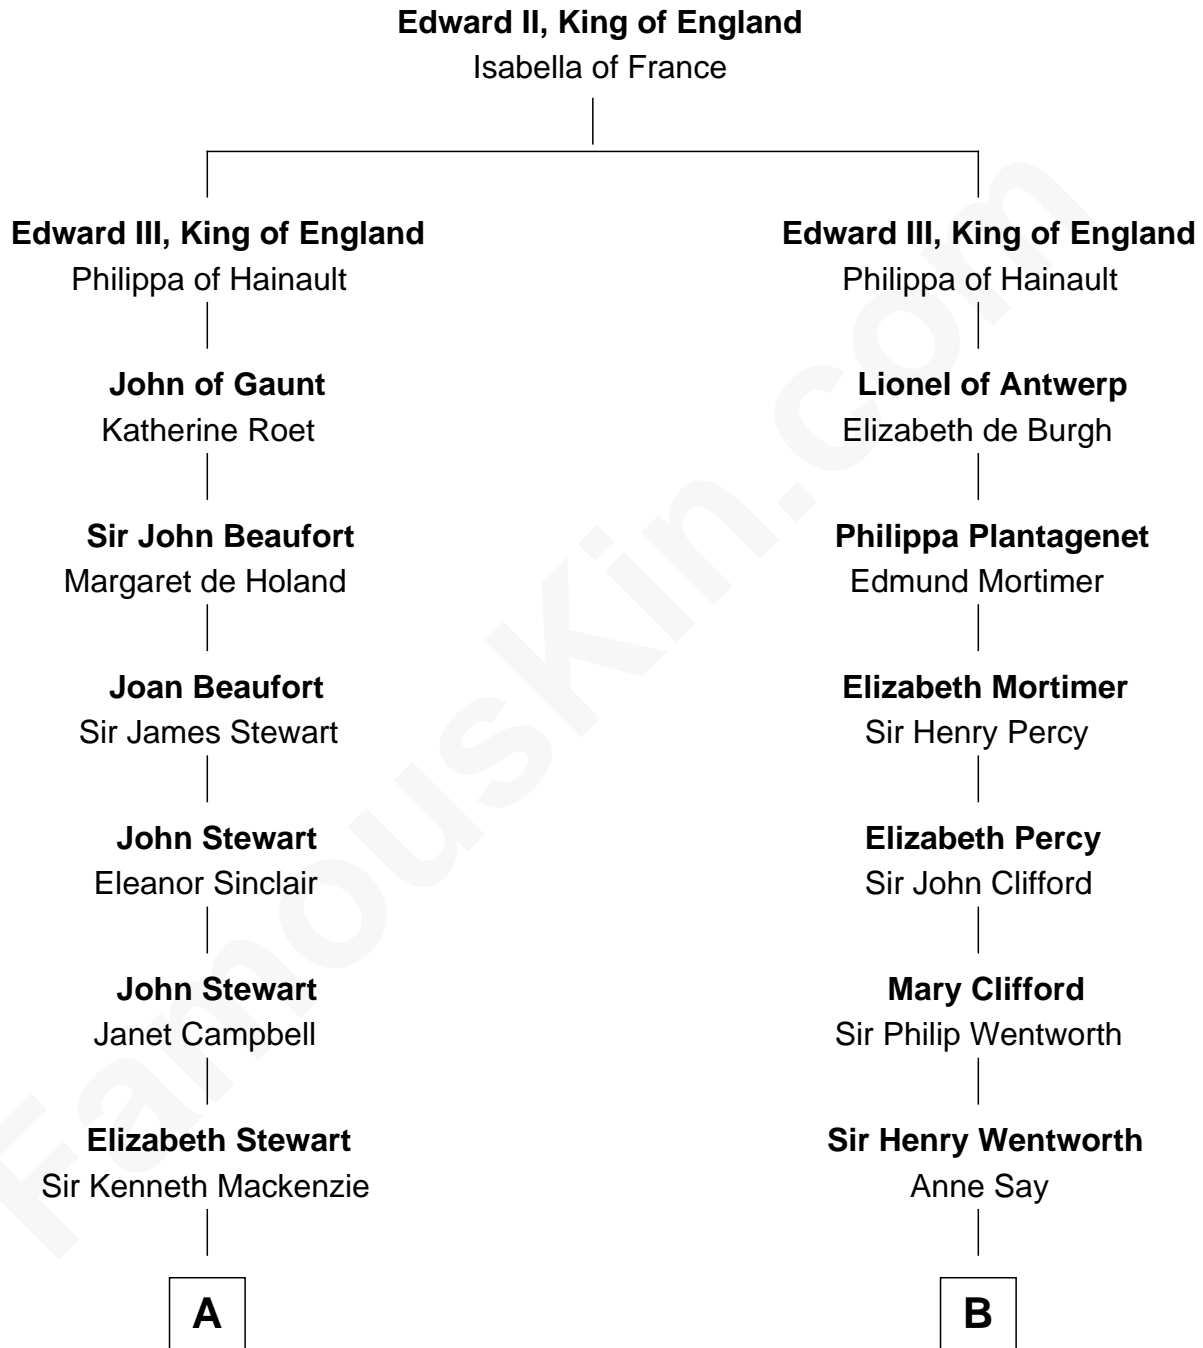 Edward II, King of England
Isabella of France
Edward III, King of England
Philippa of Hainault
Edward III, King of England
Philippa of Hainault
John of Gaunt
Katherine Roet
Lionel of Antwerp
Elizabeth de Burgh
Sir John Beaufort
Margaret de Holand
Philippa Plantagenet
Edmund Mortimer
Joan Beaufort
Sir James Stewart
Elizabeth Mortimer
Sir Henry Percy
John Stewart
Eleanor Sinclair
Elizabeth Percy
Sir John Clifford
John Stewart
Janet Campbell
Mary Clifford
Sir Philip Wentworth
Elizabeth Stewart
Sir Kenneth Mackenzie
Sir Henry Wentworth
Anne Say
A
B
FamousKin.com